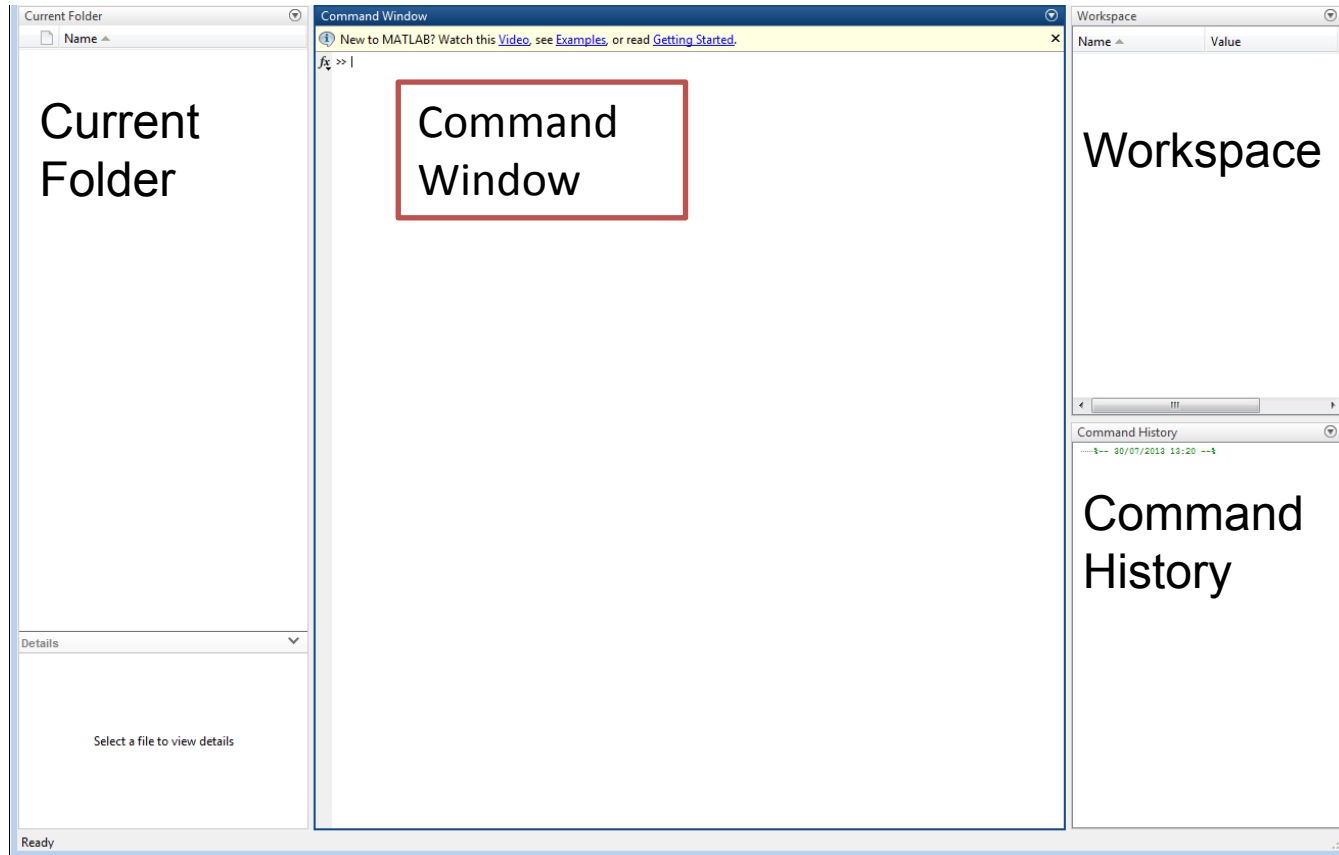 Current Folder
Name
Current
Folder
Details
Select a file to view details
Ready
Command Window
New to MATLAB? Watch this Video, see Examples, or read Getting Started.
fx >>
Command
Window
Workspace
Name Value
Workspace
Command History
%-- 30/07/2013 13:20 --%
Command
History